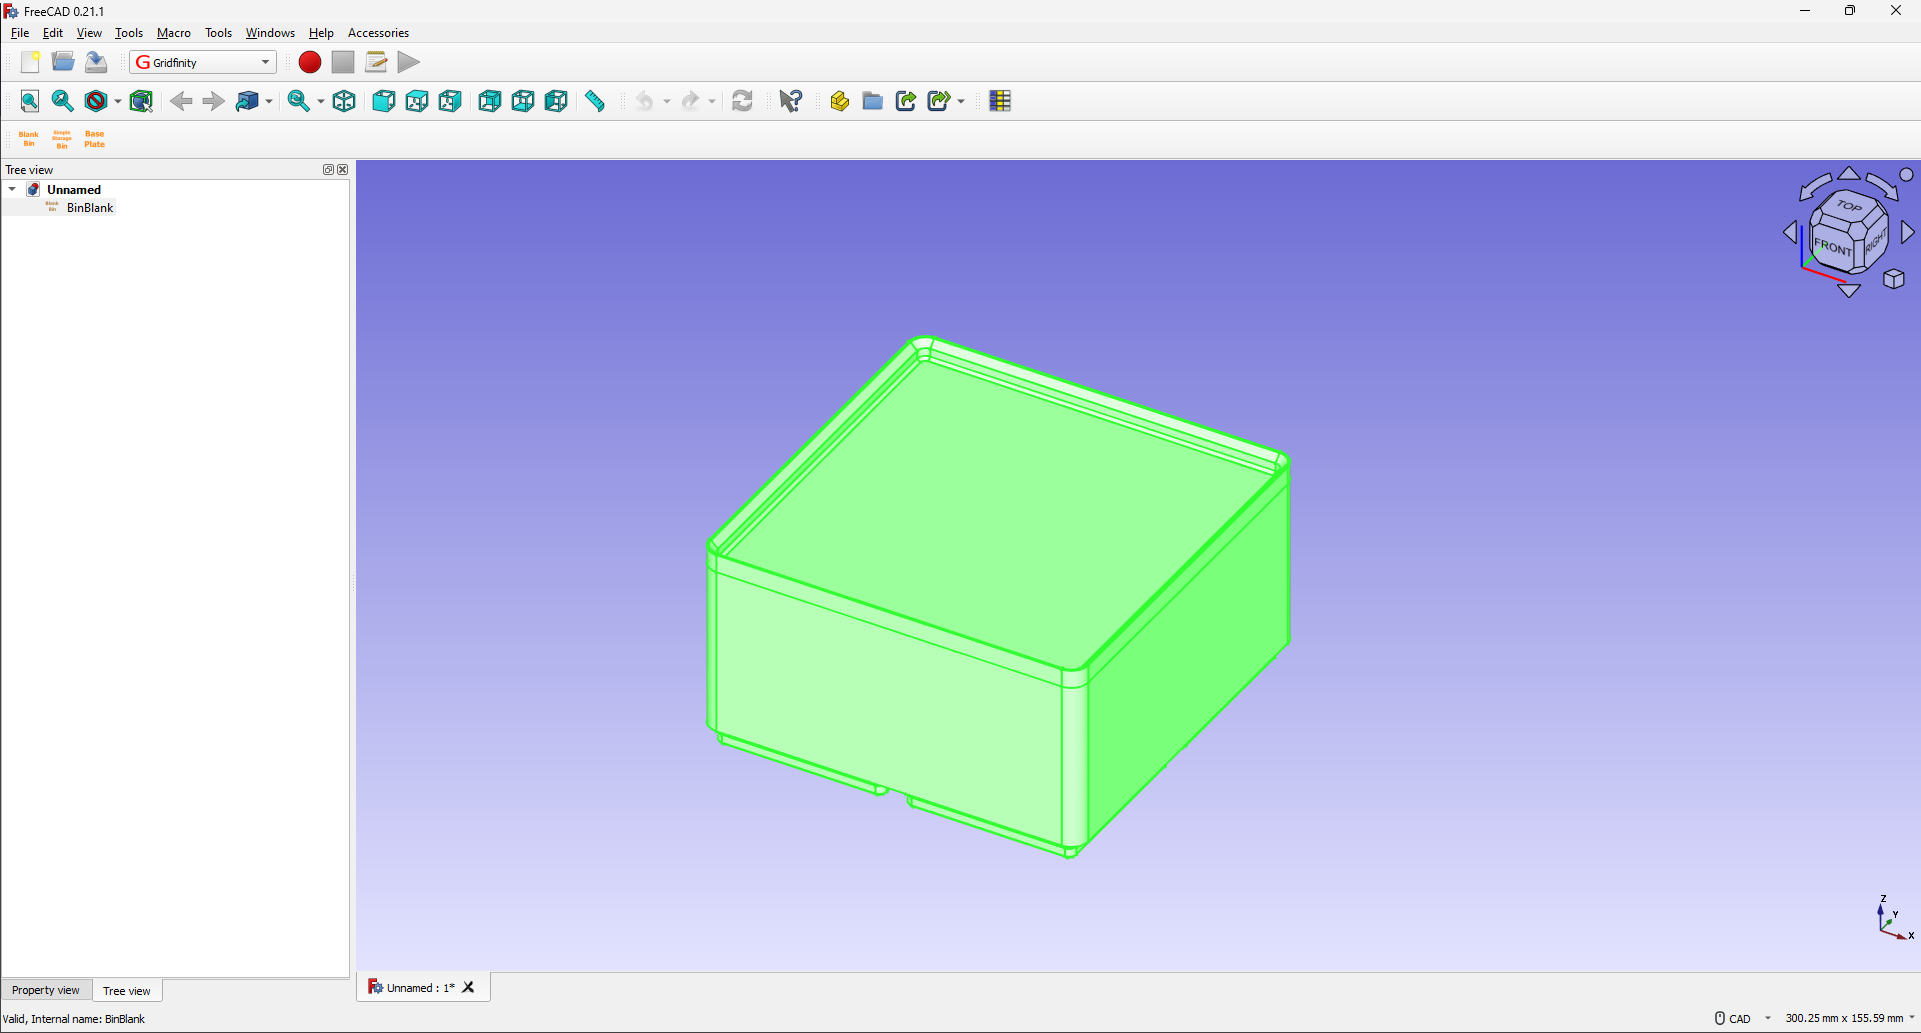 FreeCAD 0.21.1
File Edit View Tools Macro Tools Windows Help Accessories
Gridfinity
Blank Bin
Simple Storage Bin
Base Plate
Tree view
Unnamed
Blank Bin
BinBlank
TOP
FRONT
RIGHT
Z
Y
X
Property view
Tree view
Unnamed : 1*
Valid, Internal name: BinBlank
CAD
300.25 mm x 155.59 mm